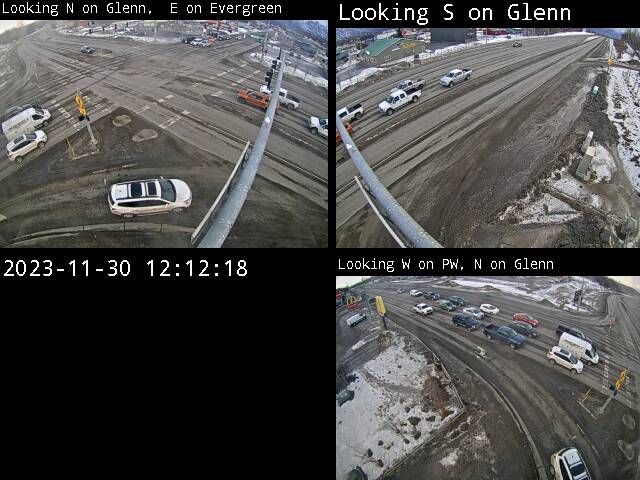 Looking N on Glenn, E on Evergreen
Looking S on Glenn
2023-11-30 12:12:18
Looking W on PW, N on Glenn